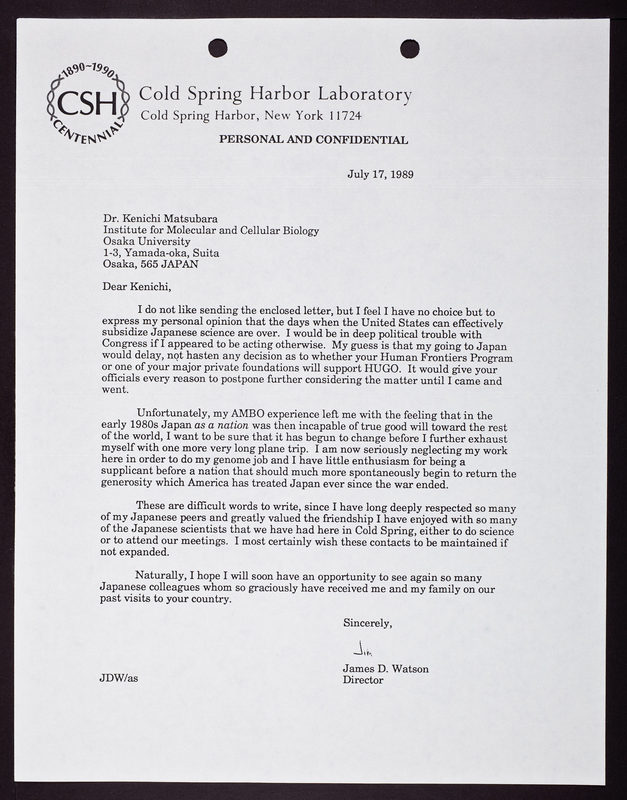 1890~1990
CSH
CENTENNIAL
Cold Spring Harbor Laboratory
Cold Spring Harbor, New York 11724
PERSONAL AND CONFIDENTIAL
July 17, 1989
Dr. Kenichi Matsubara
Institute for Molecular and Cellular Biology
Osaka University
1-3, Yamada-oka, Suita
Osaka, 565 JAPAN
Dear Kenichi,
I do not like sending the enclosed letter, but I feel I have no choice but to
express my personal opinion that the days when the United States can effectively
subsidize Japanese science are over. I would be in deep political trouble with
Congress if I appeared to be acting otherwise. My guess is that my going to Japan
would delay, not hasten any decision as to whether your Human Frontiers Program
or one of your major private foundations will support HUGO. It would give your
officials every reason to postpone further considering the matter until I came and
went.
Unfortunately, my AMBO experience left me with the feeling that in the
early 1980s Japan as a nation was then incapable of true good will toward the rest
of the world, I want to be sure that it has begun to change before I further exhaust
myself with one more very long plane trip. I am now seriously neglecting my work
here in order to do my genome job and I have little enthusiasm for being a
supplicant before a nation that should much more spontaneously begin to return the
generosity which America has treated Japan ever since the war ended.
These are difficult words to write, since I have long deeply respected so many
of my Japanese peers and greatly valued the friendship I have enjoyed with so many
of the Japanese scientists that we have had here in Cold Spring, either to do science
or to attend our meetings. I most certainly wish these contacts to be maintained if
not expanded.
Naturally, I hope I will soon have an opportunity to see again so many
Japanese colleagues whom so graciously have received me and my family on our
past visits to your country.
Sincerely,
Jim
James D. Watson
Director
JDW/as